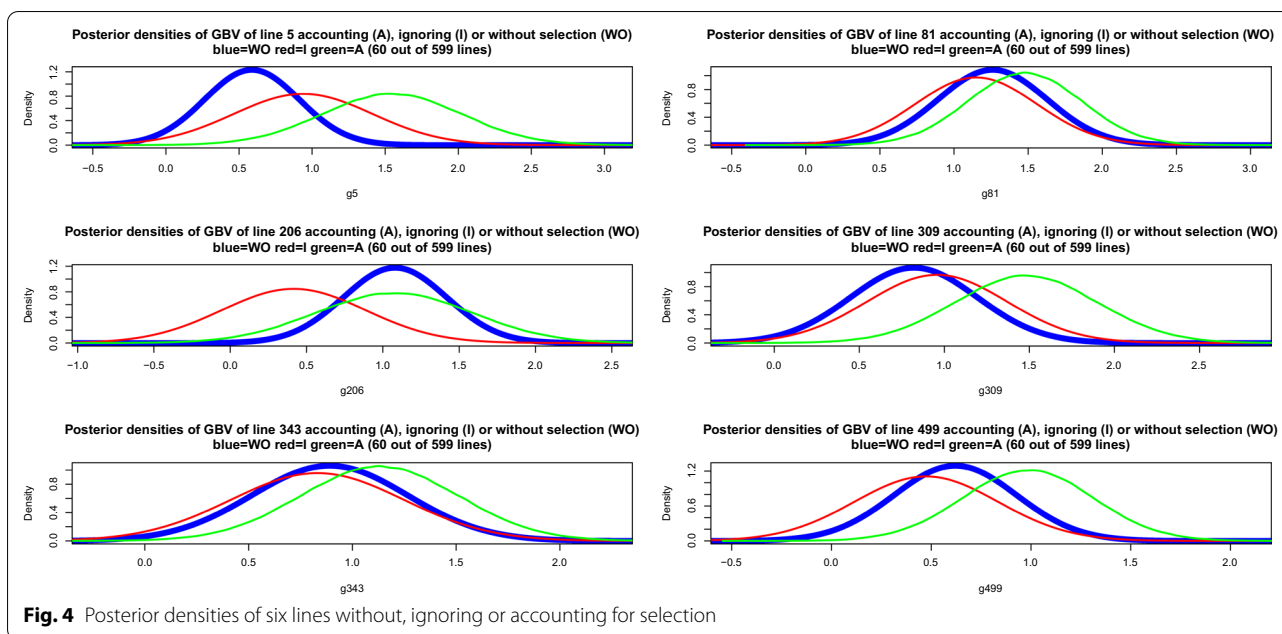 Posterior densities of GBV of line 5 accounting (A), ignoring (I) or without selection (WO)
blue=WO red=I green=A (60 out of 599 lines)
Density
0.0 0.4 0.8 1.2
−0.5 0.0 0.5 1.0 1.5 2.0 2.5 3.0
g5
Posterior densities of GBV of line 81 accounting (A), ignoring (I) or without selection (WO)
blue=WO red=I green=A (60 out of 599 lines)
Density
0.0 0.4 0.8
−0.5 0.0 0.5 1.0 1.5 2.0 2.5 3.0
g81
Posterior densities of GBV of line 206 accounting (A), ignoring (I) or without selection (WO)
blue=WO red=I green=A (60 out of 599 lines)
Density
0.0 0.4 0.8 1.2
−1.0 −0.5 0.0 0.5 1.0 1.5 2.0 2.5
g206
Posterior densities of GBV of line 309 accounting (A), ignoring (I) or without selection (WO)
blue=WO red=I green=A (60 out of 599 lines)
Density
0.0 0.4 0.8
0.0 0.5 1.0 1.5 2.0 2.5
g309
Posterior densities of GBV of line 343 accounting (A), ignoring (I) or without selection (WO)
blue=WO red=I green=A (60 out of 599 lines)
Density
0.0 0.4 0.8
0.0 0.5 1.0 1.5 2.0
g343
Posterior densities of GBV of line 499 accounting (A), ignoring (I) or without selection (WO)
blue=WO red=I green=A (60 out of 599 lines)
Density
0.0 0.6 1.2
−0.5 0.0 0.5 1.0 1.5 2.0
g499
Fig. 4 Posterior densities of six lines without, ignoring or accounting for selection